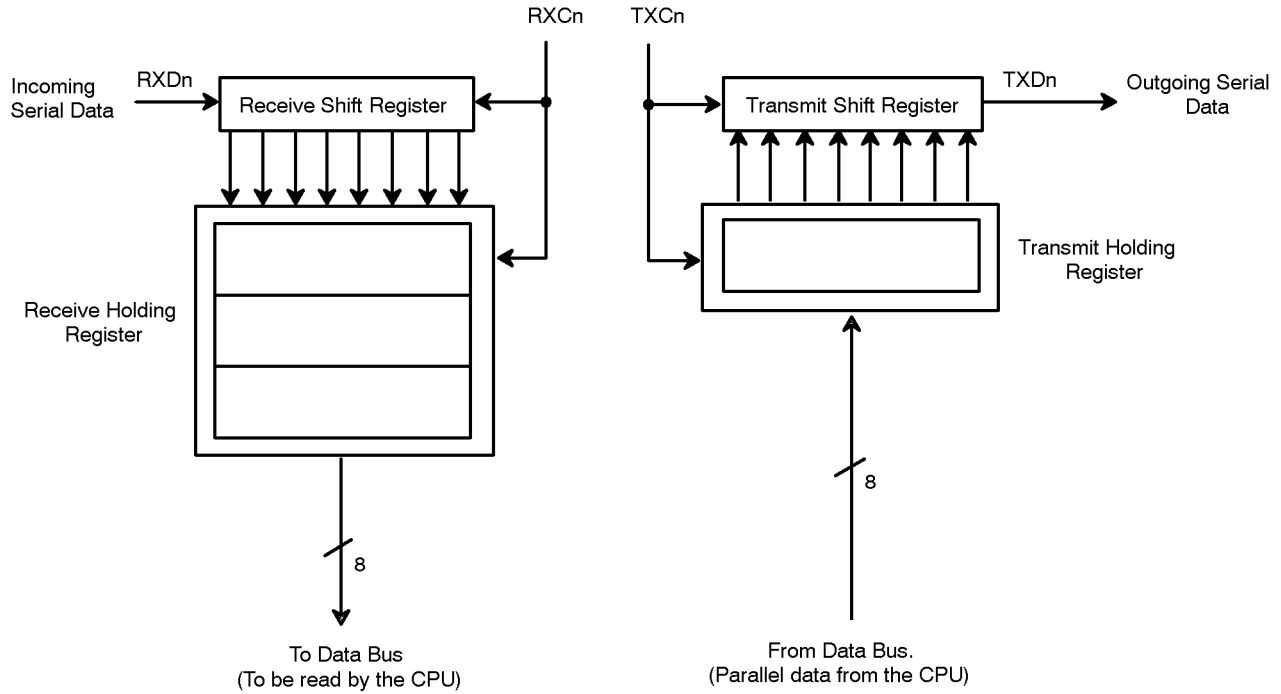 RXCn
TXCn
Incoming
Serial Data
RXDn
Receive Shift Register
Transmit Shift Register
TXDn
Outgoing Serial
Data
Receive Holding
Register
Transmit Holding
Register
8
8
To Data Bus
(To be read by the CPU)
From Data Bus.
(Parallel data from the CPU)